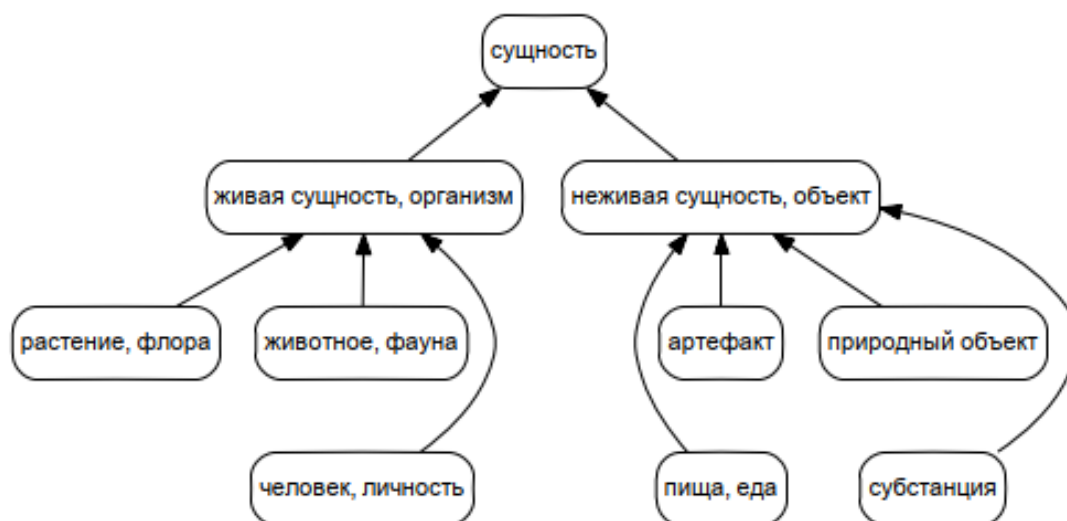 сущность
живая сущность, организм
неживая сущность, объект
растение, флора
животное, фауна
артефакт
природный объект
человек, личность
пища, еда
субстанция